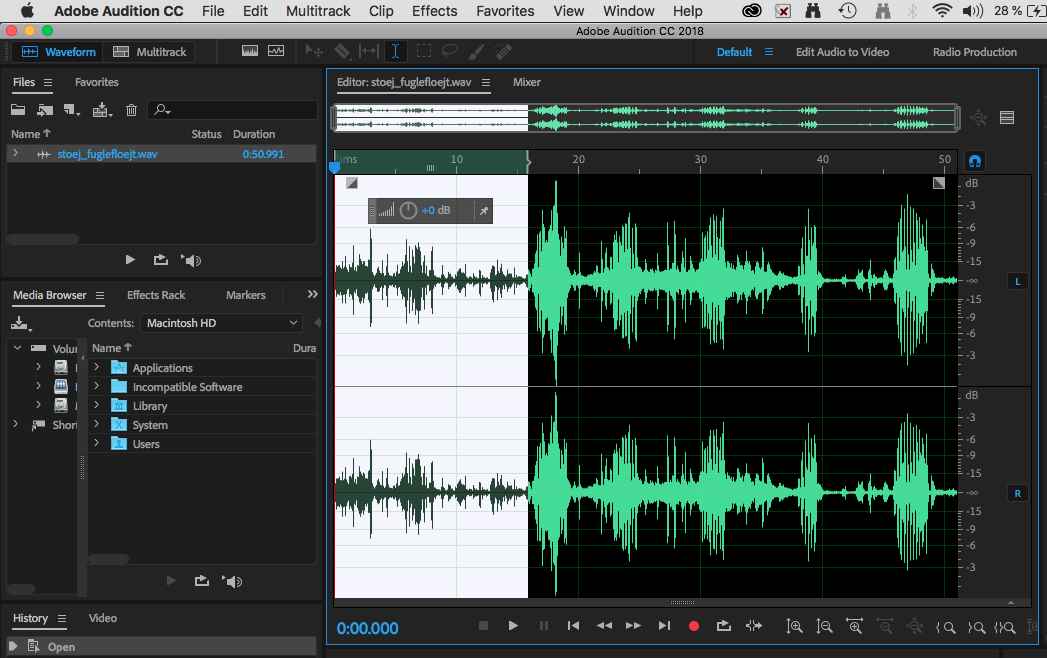 Adobe Audition CC File Edit Multitrack Clip Effects Favorites View Window Help 28 %
Adobe Audition CC 2018
Waveform Multitrack Default Edit Audio to Video Radio Production
Files Favorites
Name Status Duration
stoej_fuglefloejt.wav 0:50.991
Media Browser Effects Rack Markers
Contents: Macintosh HD
Name Dura
Volur
Applications
Incompatible Software
Library
Shor System
Users
History Video
Open
Editor: stoej_fuglefloejt.wav Mixer
hms 10 20 30 40 50
+0 dB
dB
-3
-6
-9
-15
-∞
L
-15
-9
-6
-3
dB
-3
-6
-9
-15
-∞
R
-15
-9
-6
-3
0:00.000